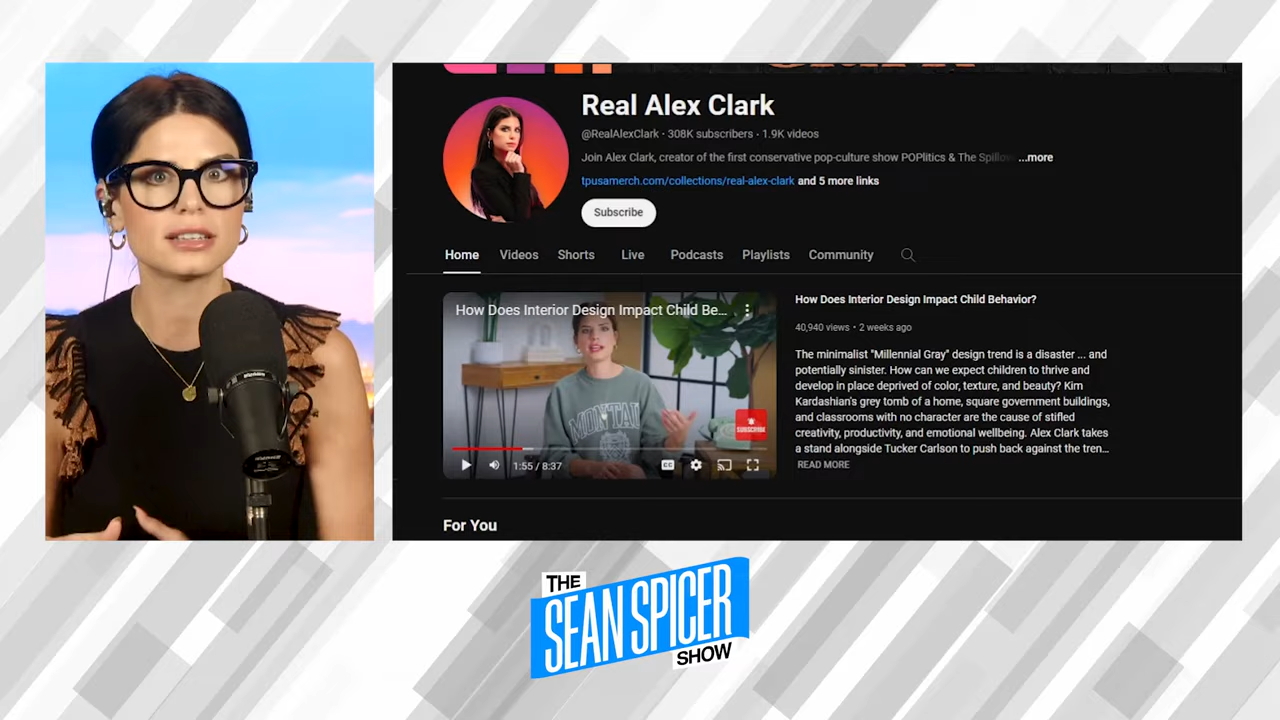 Real Alex Clark
@RealAlexClark · 308K subscribers · 1.9K videos
Join Alex Clark, creator of the first conservative pop-culture show POPlitics & The Spillo ...more
tpusamerch.com/collections/real-alex-clark and 5 more links
Subscribe
Home Videos Shorts Live Podcasts Playlists Community
How Does Interior Design Impact Child Be...
MONTAN
SUBSCRIBE
1:55 / 8:37
CC
How Does Interior Design Impact Child Behavior?
40,940 views • 2 weeks ago
The minimalist "Millennial Gray" design trend is a disaster ... and
potentially sinister. How can we expect children to thrive and
develop in place deprived of color, texture, and beauty? Kim
Kardashian's grey tomb of a home, square government buildings,
and classrooms with no character are the cause of stifled
creativity, productivity, and emotional wellbeing. Alex Clark takes
a stand alongside Tucker Carlson to push back against the tren...
READ MORE
For You
THE
SEAN SPICER
SHOW